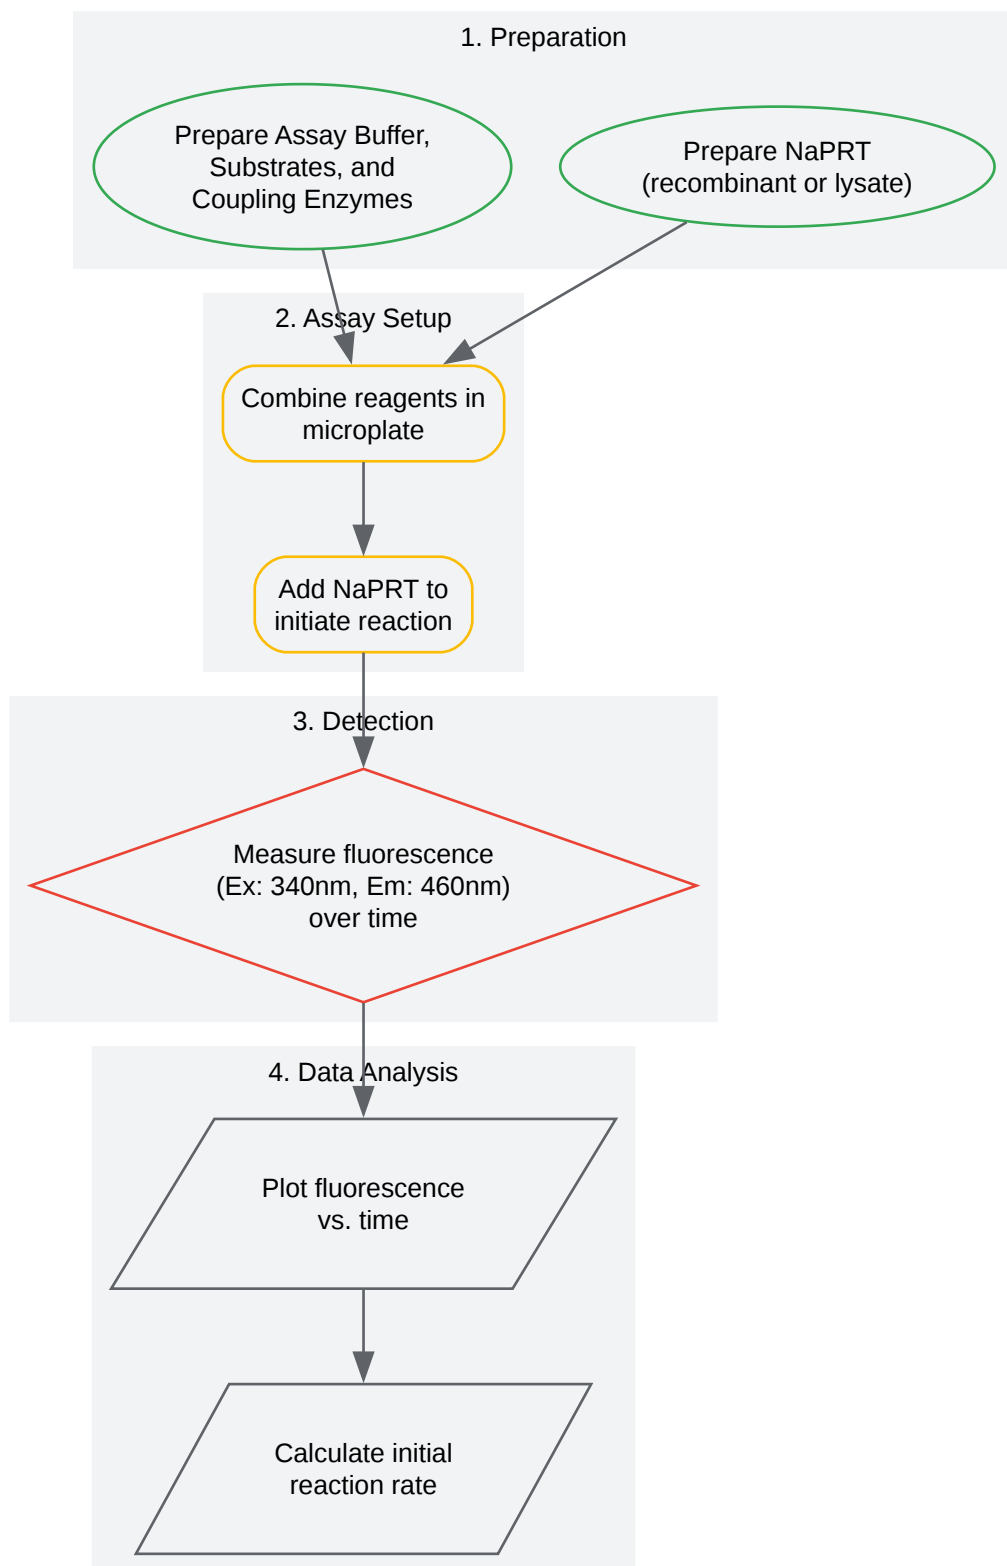 1. Preparation
Prepare Assay Buffer,
Substrates, and
Coupling Enzymes
Prepare NaPRT
(recombinant or lysate)
2. Assay Setup
Combine reagents in
microplate
Add NaPRT to
initiate reaction
3. Detection
Measure fluorescence
(Ex: 340nm, Em: 460nm)
over time
4. Data Analysis
Plot fluorescence
vs. time
Calculate initial
reaction rate